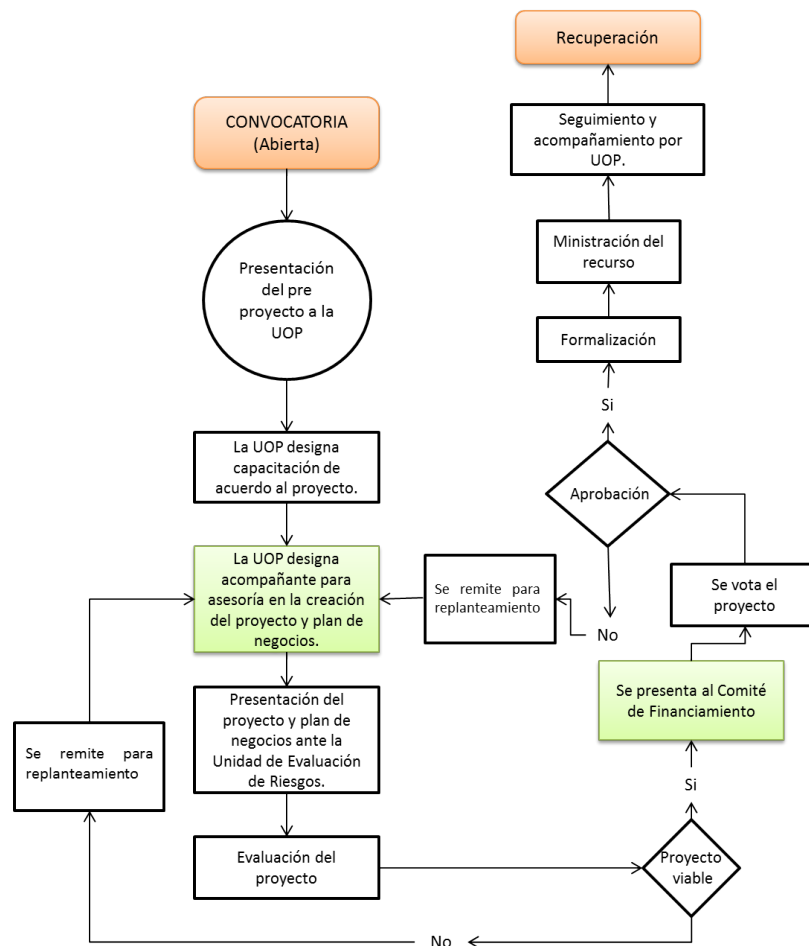 CONVOCATORIA
(Abierta)
Presentación
del pre
proyecto a la
UOP
La UOP designa
capacitación de
acuerdo al proyecto.
La UOP designa
acompañante para
asesoría en la creación
del proyecto y plan de
negocios.
Presentación del
proyecto y plan de
negocios ante la
Unidad de Evaluación
de Riesgos.
Evaluación del
proyecto
Se remite para
replanteamiento
No
Proyecto
viable
Si
Se presenta al Comité
de Financiamiento
Se vota el
proyecto
Aprobación
No
Se remite para
replanteamiento
Si
Formalización
Ministración del
recurso
Seguimiento y
acompañamiento por
UOP.
Recuperación